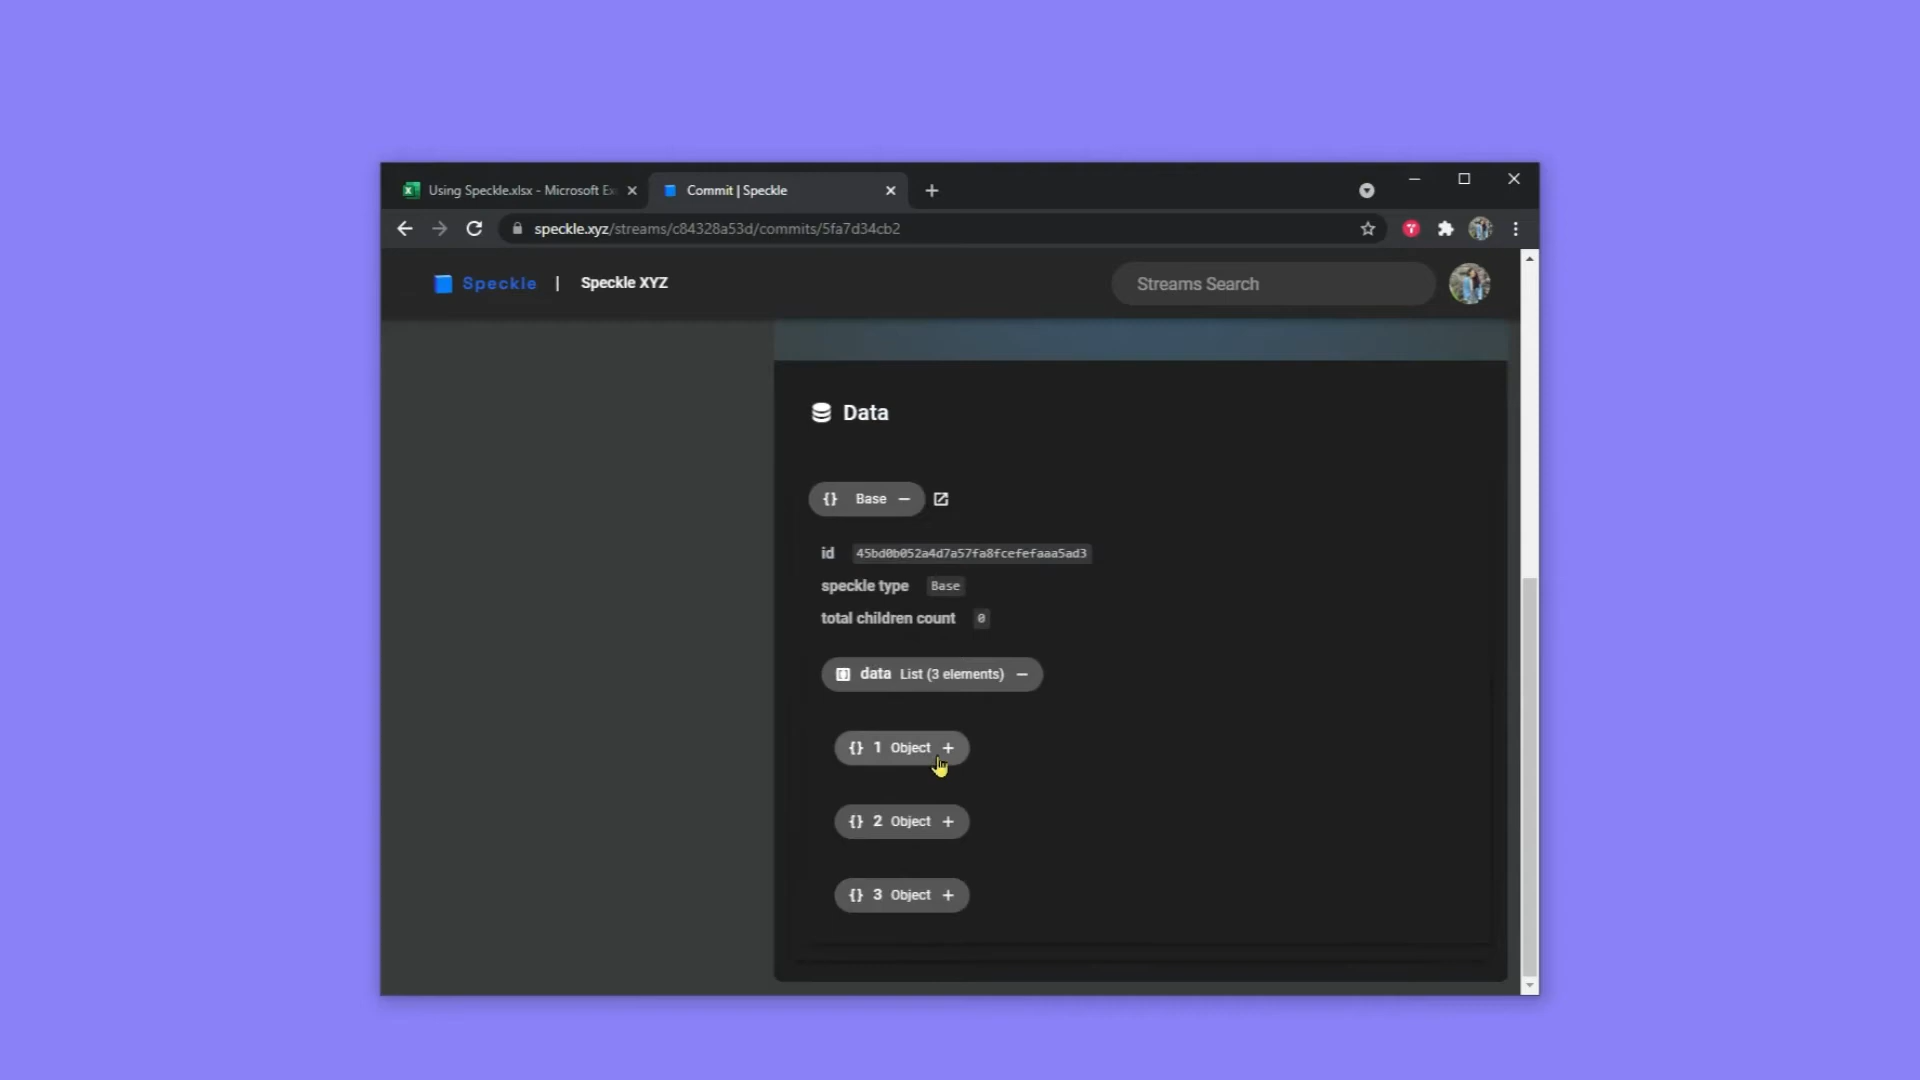 Using Speckle.xlsx - Microsoft Ex
Commit | Speckle
speckle.xyz/streams/c84328a53d/commits/5fa7d34cb2
Speckle | Speckle XYZ
Streams Search
Data
{} Base −
id 45bd0b052a4d7a57fa8fcefefaaa5ad3
speckle type Base
total children count 0
data List (3 elements) −
{} 1 Object +
{} 2 Object +
{} 3 Object +